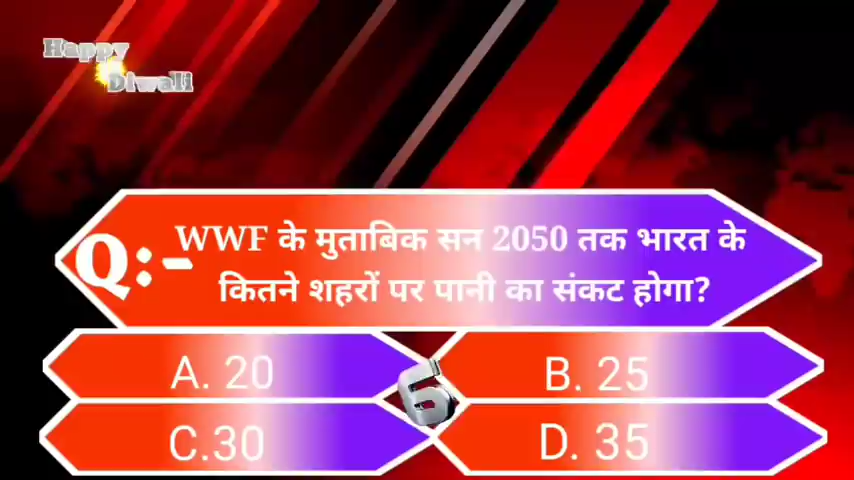 Happy
Diwali
Q:-
WWF के मुताबिक सन 2050 तक भारत के
कितने शहरों पर पानी का संकट होगा?
A. 20
B. 25
6
C.30
D. 35